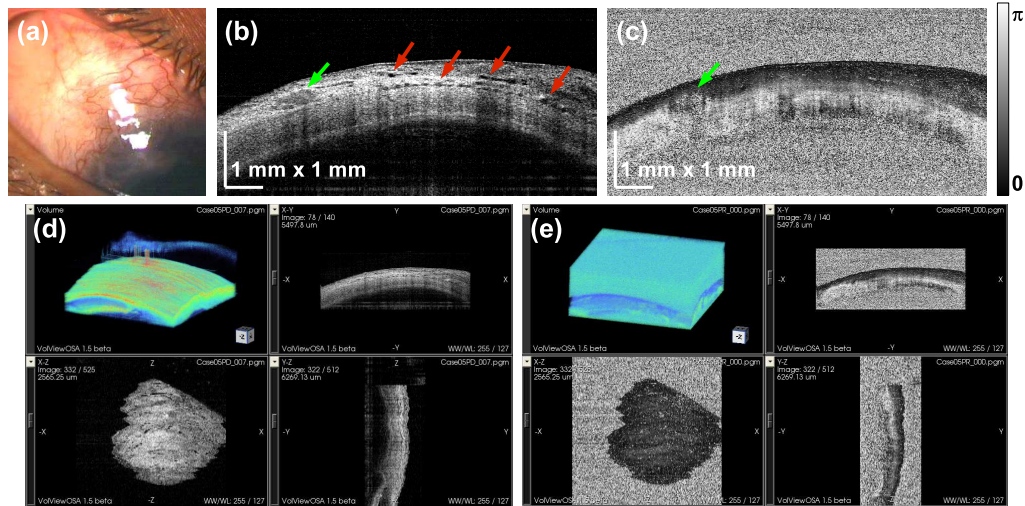 (a)
(b)
1 mm x 1 mm
(c)
1 mm x 1 mm
π
0
(d)
Volume
Case05PD_007.pgm
VolViewOSA 1.5 beta
-Z
X-Y
Image: 78 / 140
5497.8 um
Case05PD_007.pgm
Y
-X
X
-Y
VolViewOSA 1.5 beta
WW/WL: 255 / 127
X-Z
Image: 332 / 525
2565.25 um
Case05PD_007.pgm
Z
-X
X
-Z
VolViewOSA 1.5 beta
WW/WL: 255 / 127
Y-Z
Image: 322 / 512
6269.13 um
Case05PD_007.pgm
Z
-Y
Y
-Z
VolViewOSA 1.5 beta
WW/WL: 255 / 127
(e)
Volume
Case05PR_000.pgm
VolViewOSA 1.5 beta
-Z
X-Y
Image: 78 / 140
5497.8 um
Case05PR_000.pgm
Y
-X
X
-Y
VolViewOSA 1.5 beta
WW/WL: 255 / 127
X-Z
2565.25 um
-X
X
WW/WL: 255 / 127
Y-Z
Image: 322 / 512
6269.13 um
Case05PR_000.pgm
-Y
Y
VolViewOSA 1.5 beta
WW/WL: 255 / 127